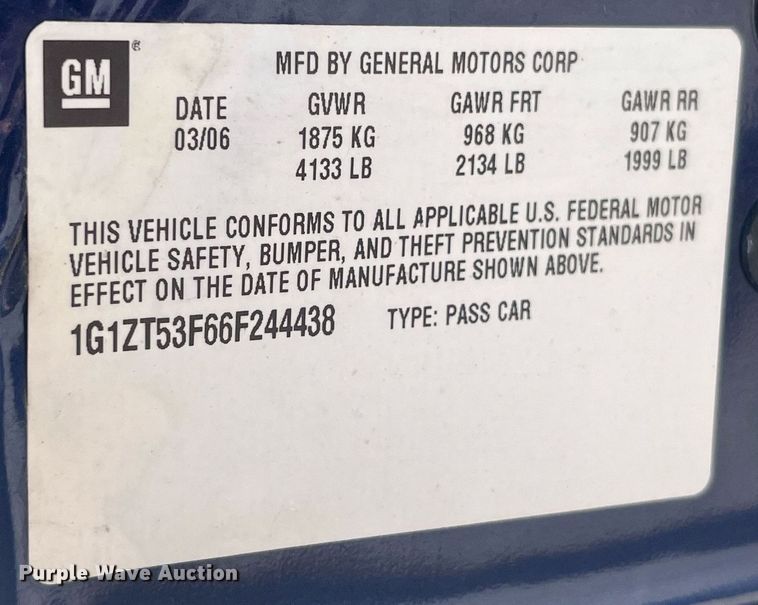 GM ®
MFD BY GENERAL MOTORS CORP
DATE GVWR GAWR FRT GAWR RR
03/06 1875 KG 968 KG 907 KG
4133 LB 2134 LB 1999 LB
THIS VEHICLE CONFORMS TO ALL APPLICABLE U.S. FEDERAL MOTOR
VEHICLE SAFETY, BUMPER, AND THEFT PREVENTION STANDARDS IN
EFFECT ON THE DATE OF MANUFACTURE SHOWN ABOVE.
1G1ZT53F66F244438 TYPE: PASS CAR
Purple Wave Auction